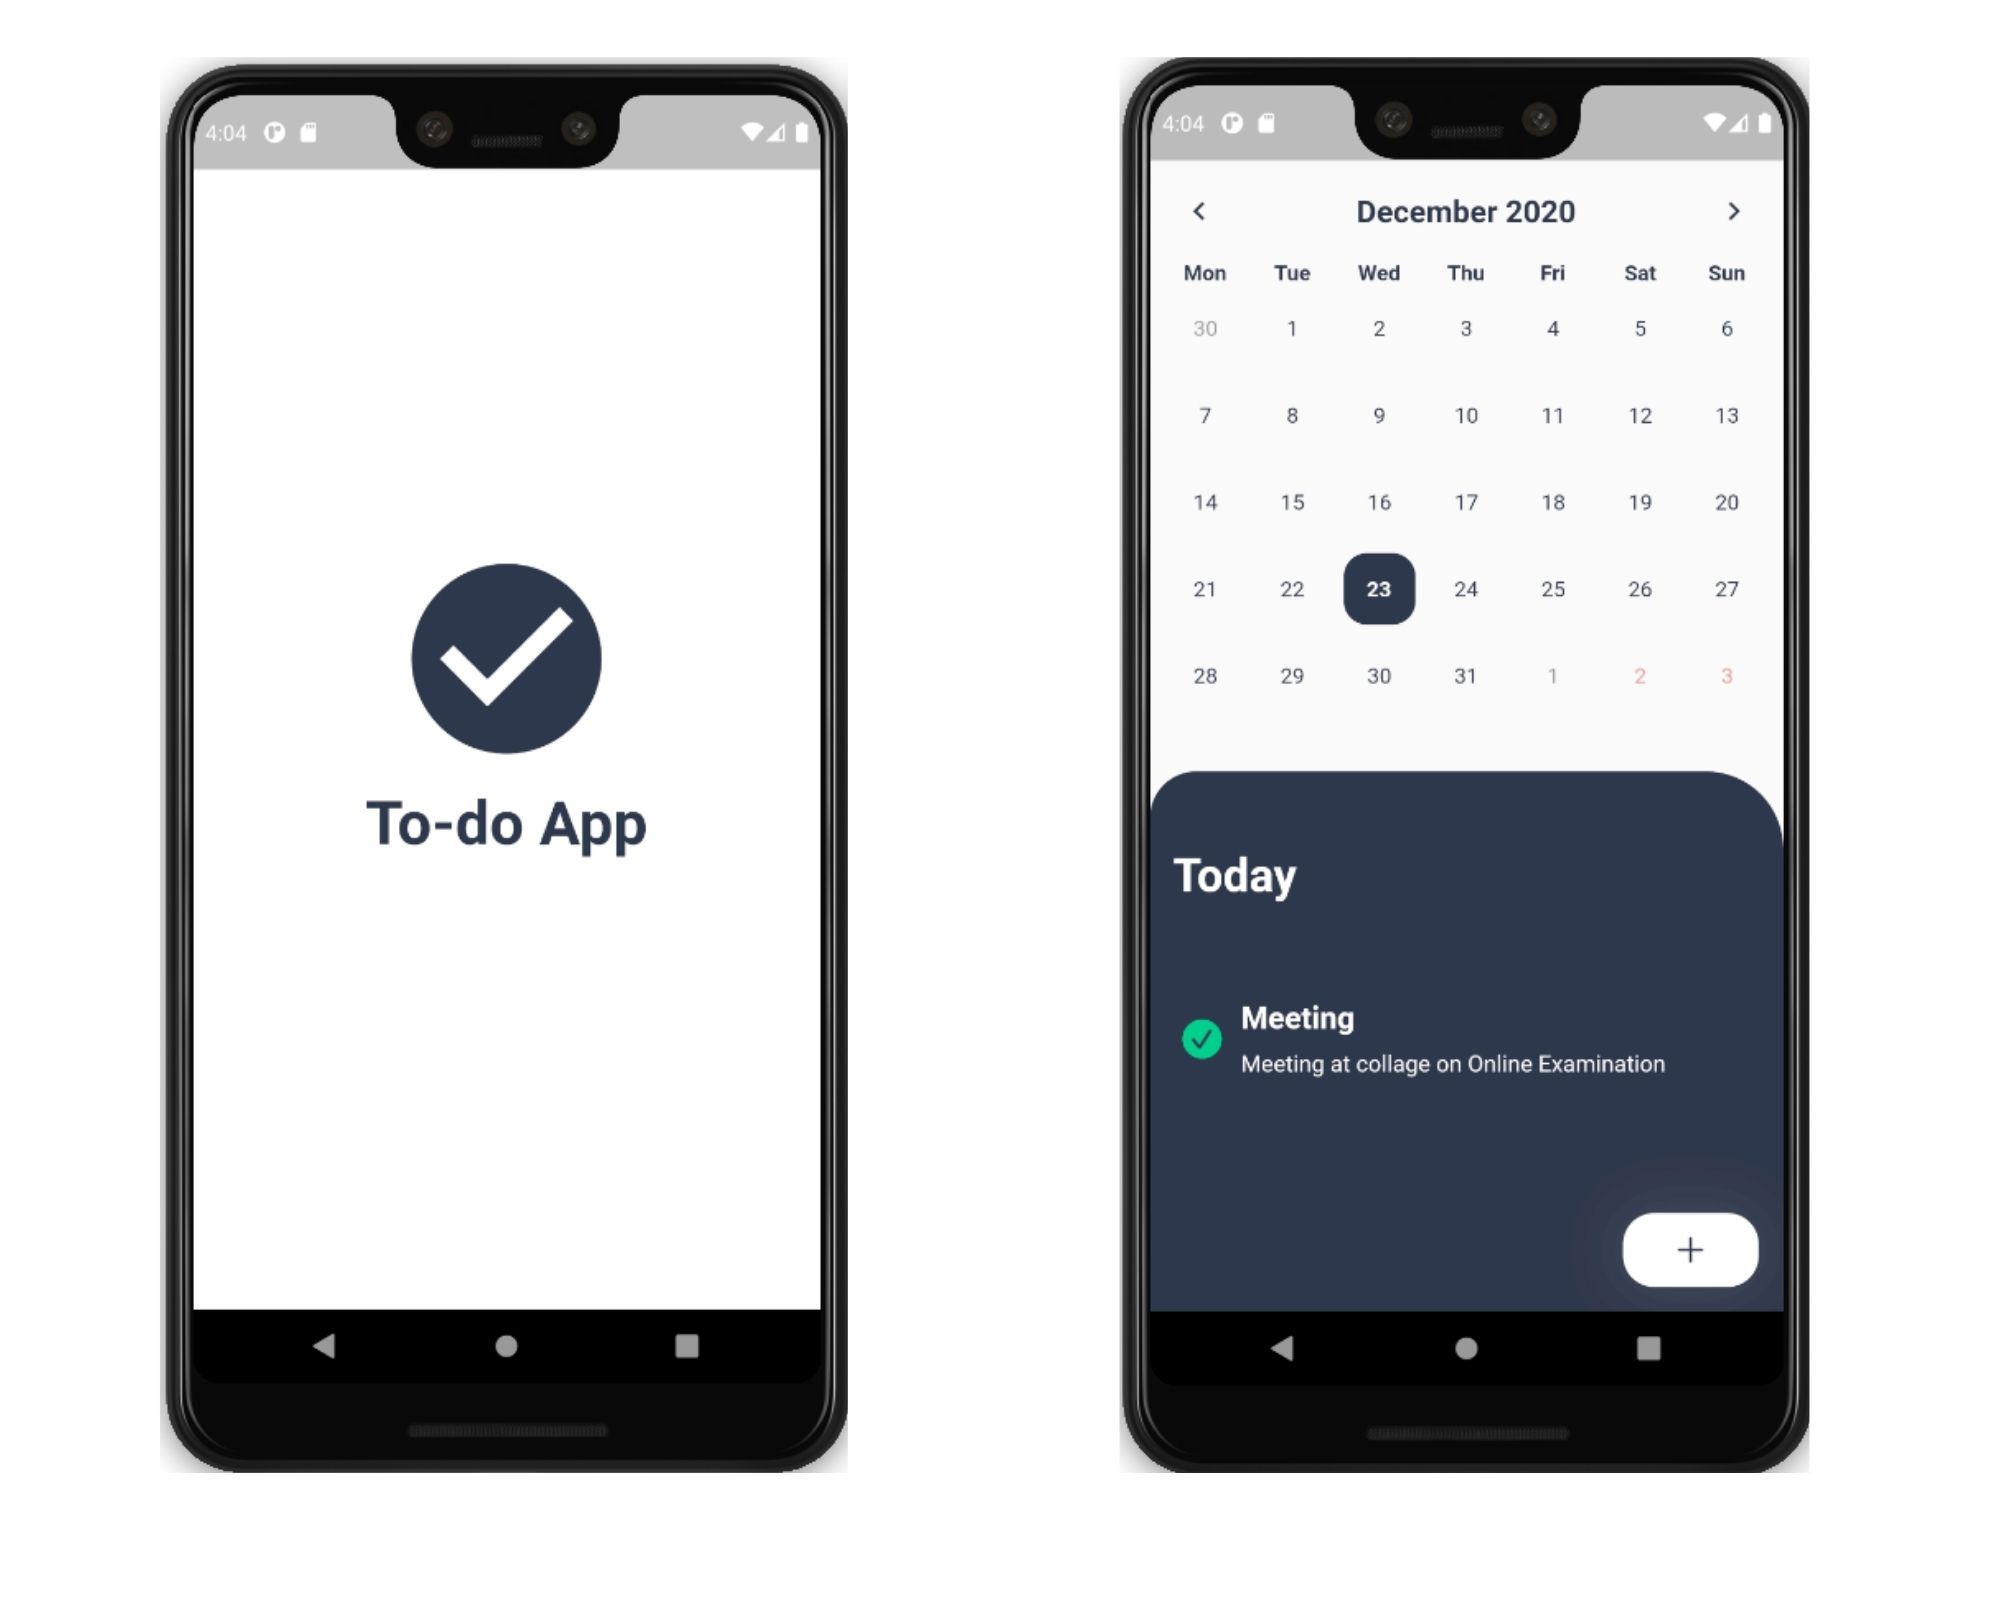 4:04
To-do App
4:04
December 2020
Mon Tue Wed Thu Fri Sat Sun
30 1 2 3 4 5 6
7 8 9 10 11 12 13
14 15 16 17 18 19 20
21 22 23 24 25 26 27
28 29 30 31 1 2 3
Today
Meeting
Meeting at collage on Online Examination
+